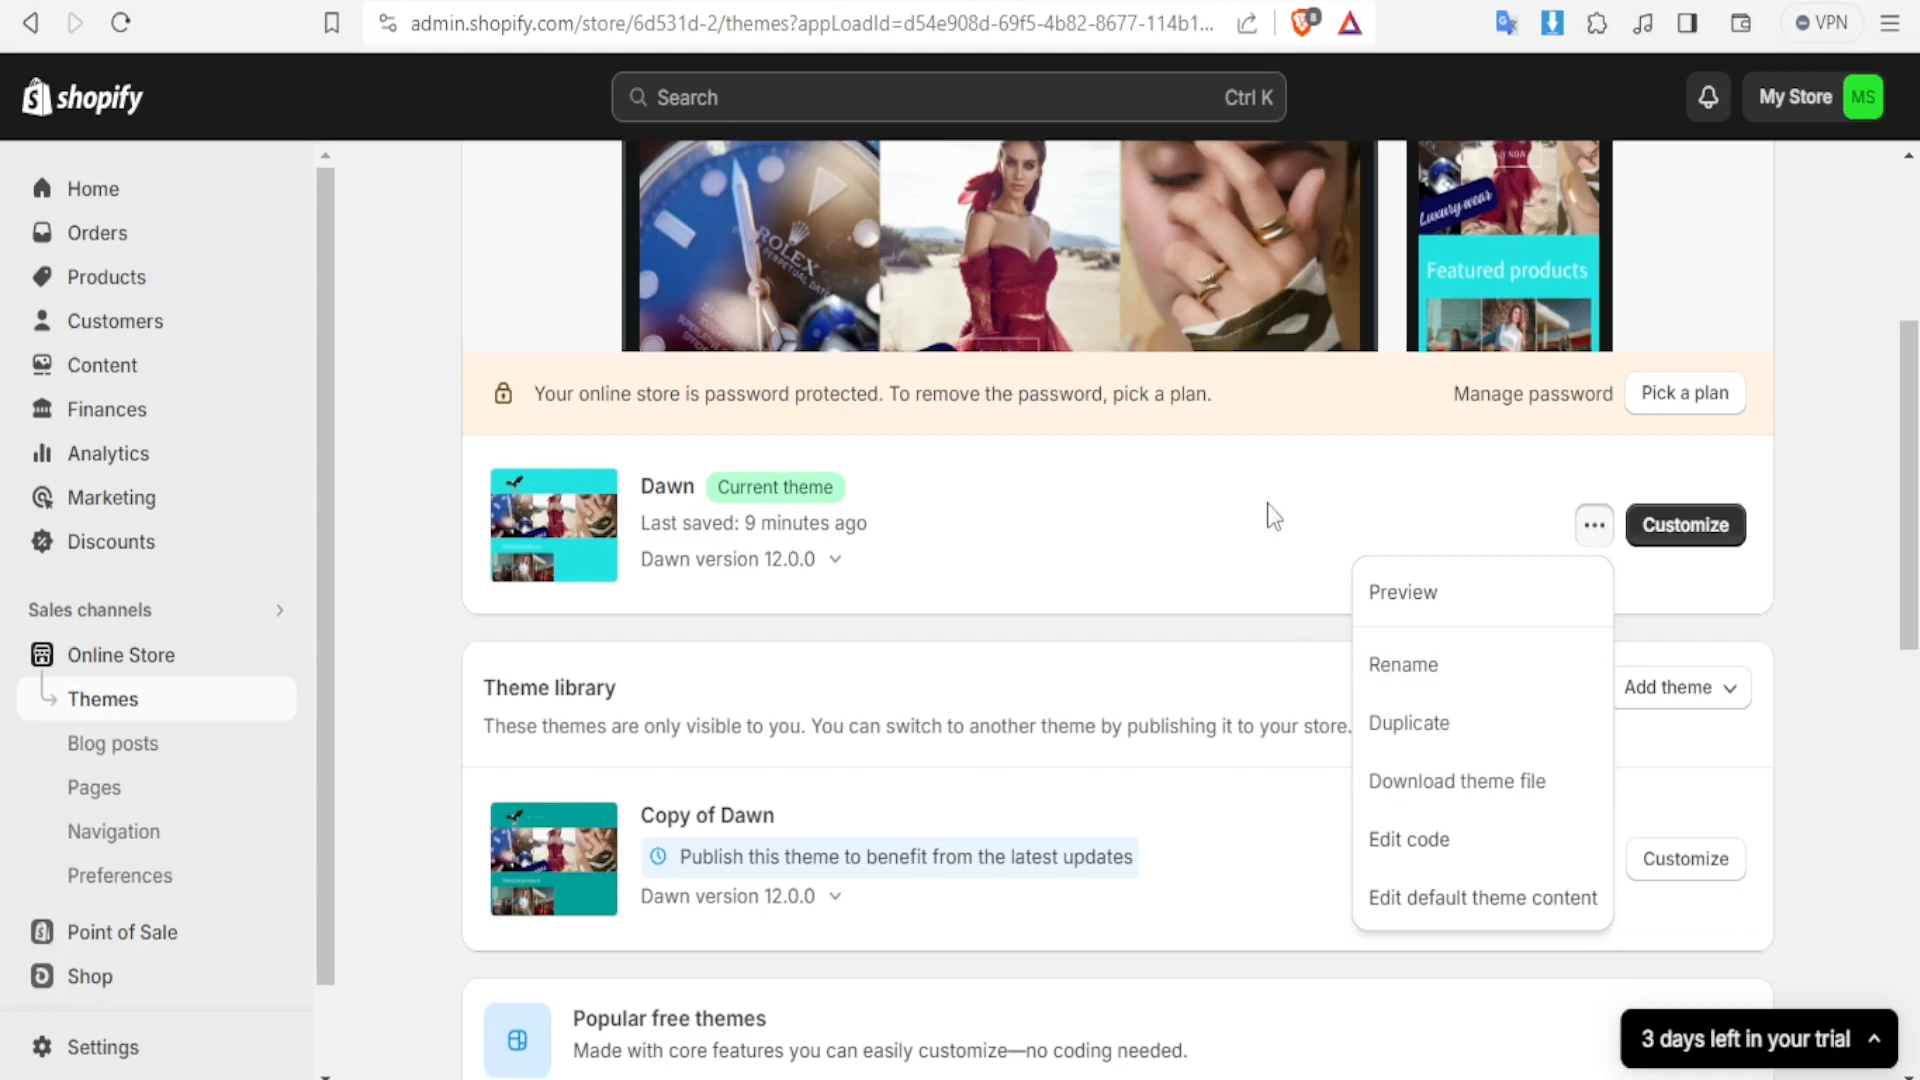 admin.shopify.com/store/6d531d-2/themes?appLoadId=d54e908d-69f5-4b82-8677-114b1...
8
VPN
shopify
Search
Ctrl K
My Store
MS
Home
Orders
Products
Customers
Content
Finances
Analytics
Marketing
Discounts
Sales channels
Online Store
Themes
Blog posts
Pages
Navigation
Preferences
Point of Sale
Shop
Settings
ROLEX
Luxury wear
Featured products
Your online store is password protected. To remove the password, pick a plan.
Manage password
Pick a plan
Dawn
Current theme
Last saved: 9 minutes ago
Dawn version 12.0.0
Customize
Preview
Rename
Duplicate
Download theme file
Edit code
Edit default theme content
Theme library
These themes are only visible to you. You can switch to another theme by publishing it to your store.
Add theme
Copy of Dawn
Publish this theme to benefit from the latest updates
Dawn version 12.0.0
Customize
Popular free themes
Made with core features you can easily customize—no coding needed.
3 days left in your trial